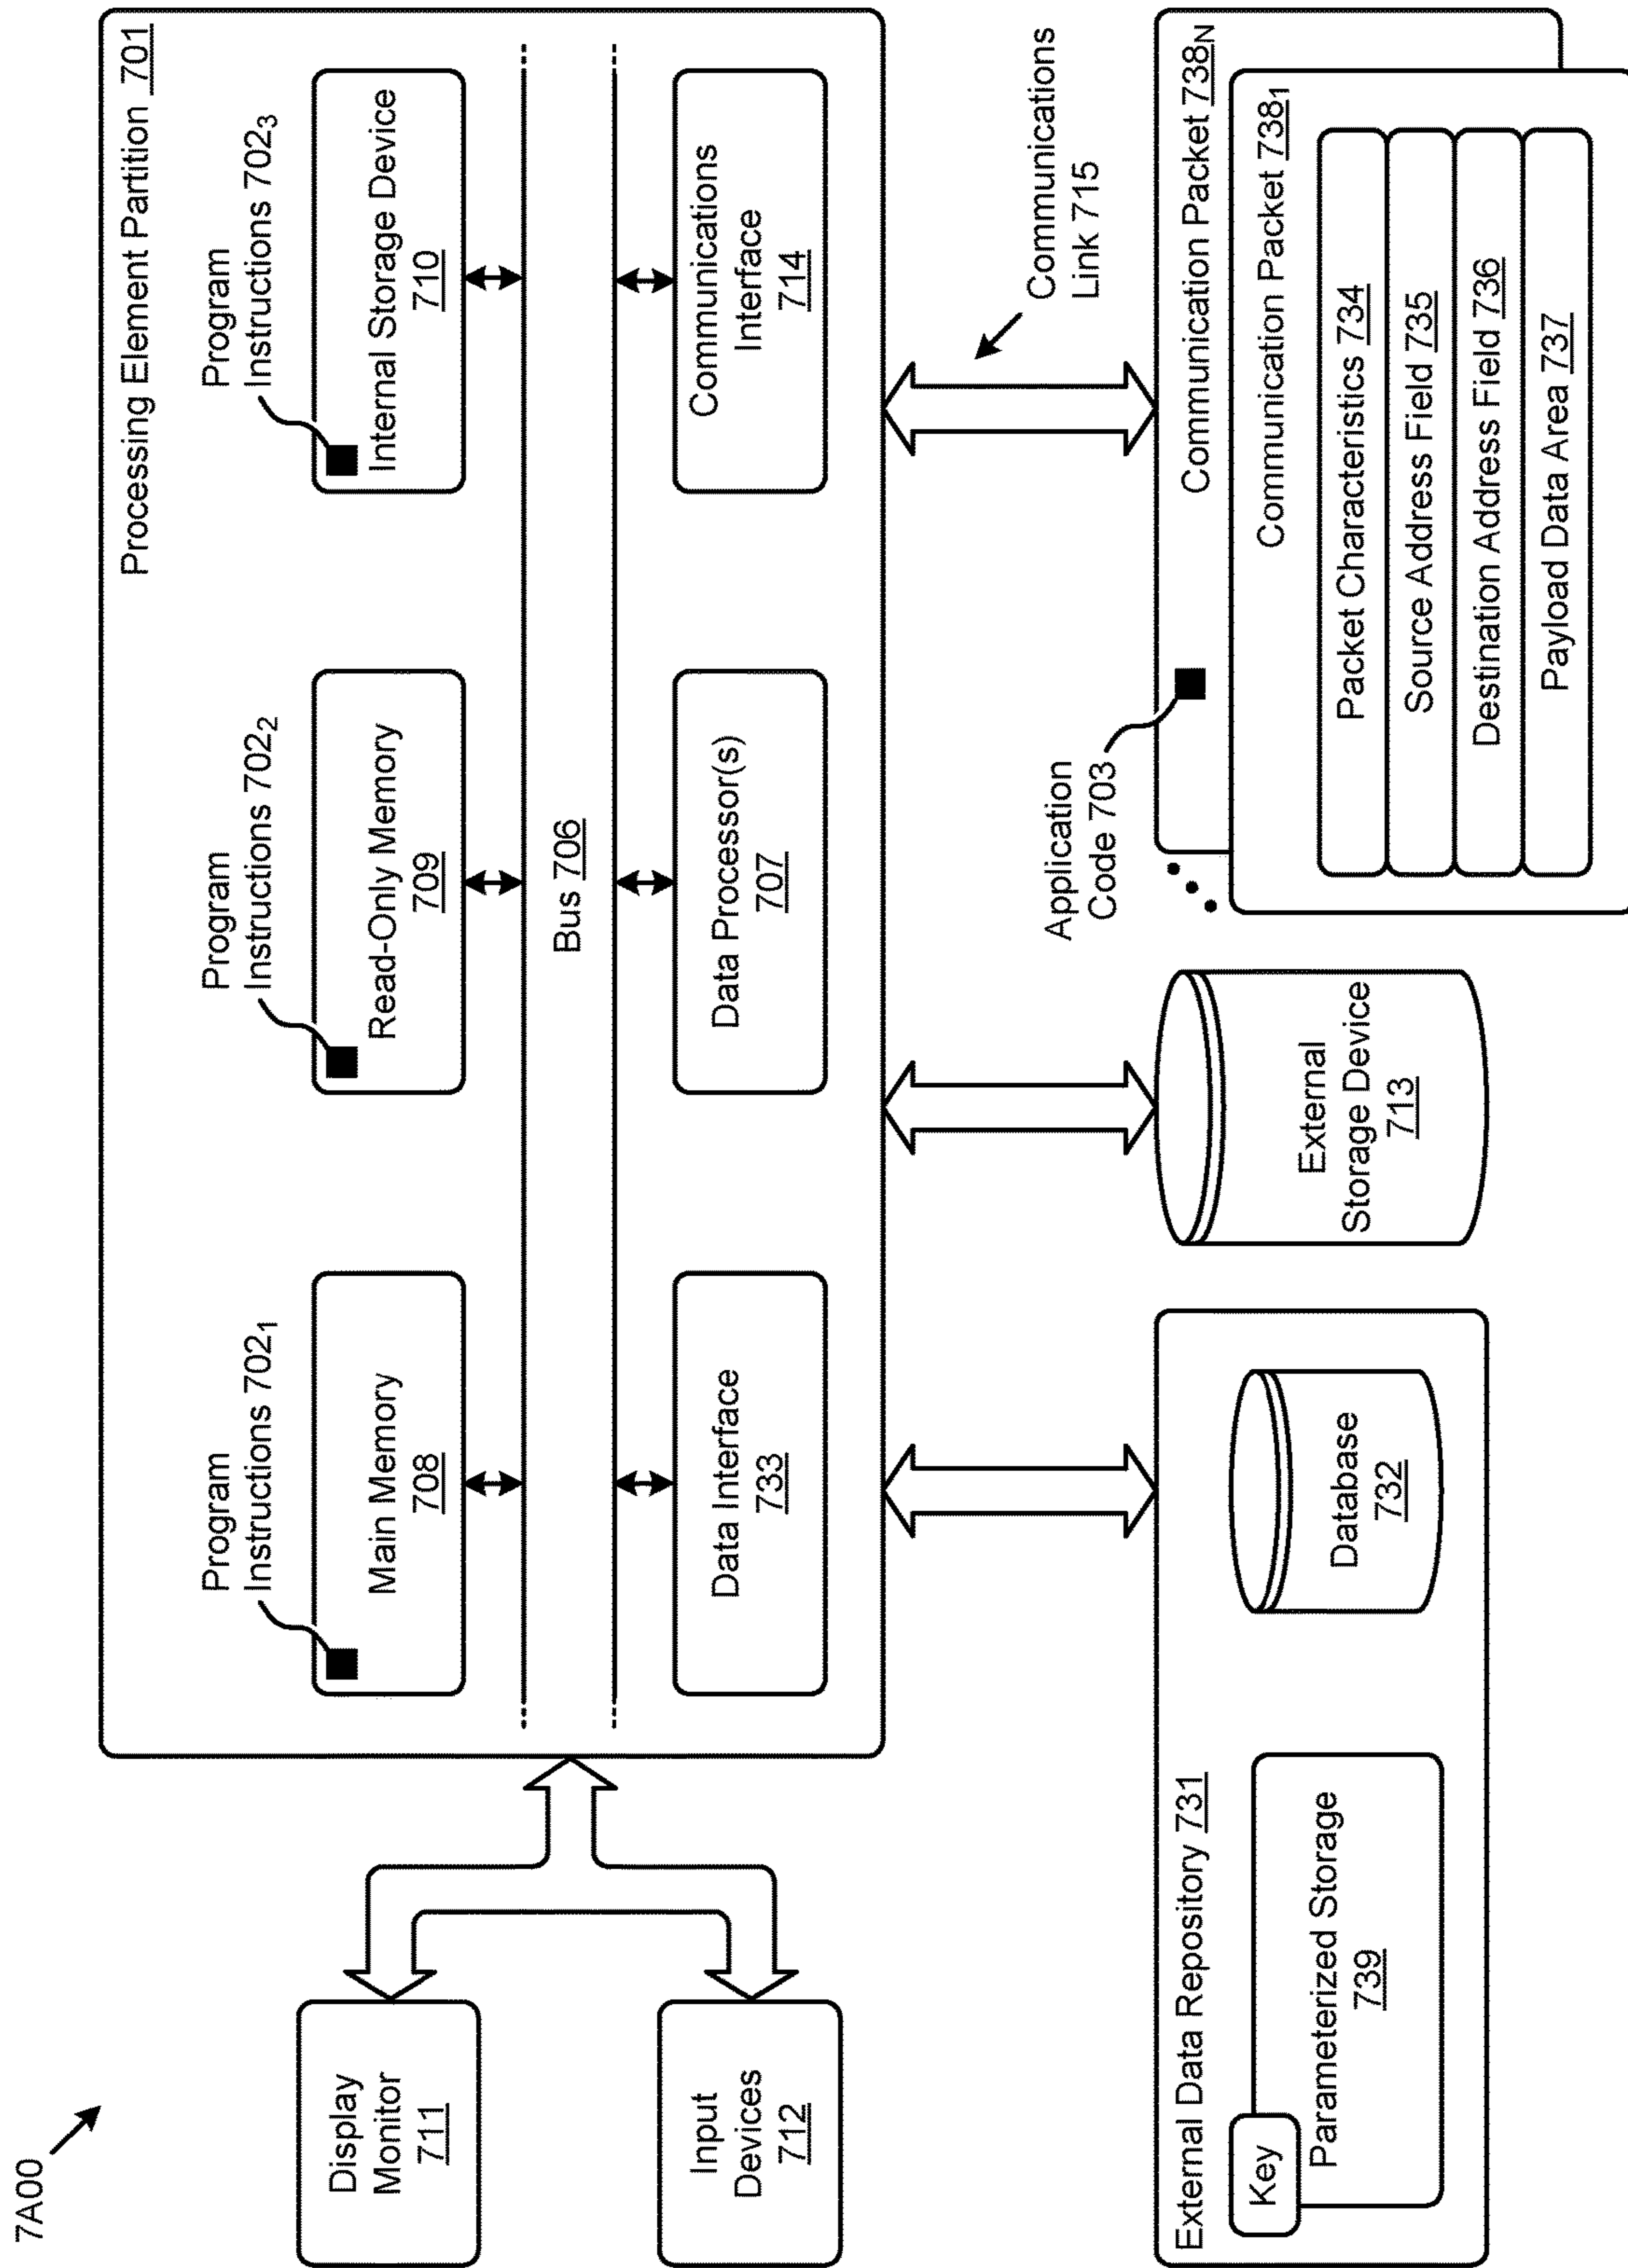 7A00
Processing Element Partition 701
Program
Instructions 702₁
Program
Instructions 702₂
Program
Instructions 702₃
Main Memory
708
Read-Only Memory
709
Internal Storage Device
710
Display
Monitor
711
Bus 706
Input
Devices
712
Data Interface
733
Data Processor(s)
707
Communications
Interface
714
Communications
Link 715
Application
Code 703
External Data Repository 731
Key
Parameterized Storage
739
Database
732
External
Storage Device
713
Communication Packet 738N
Communication Packet 738₁
Packet Characteristics 734
Source Address Field 735
Destination Address Field 736
Payload Data Area 737